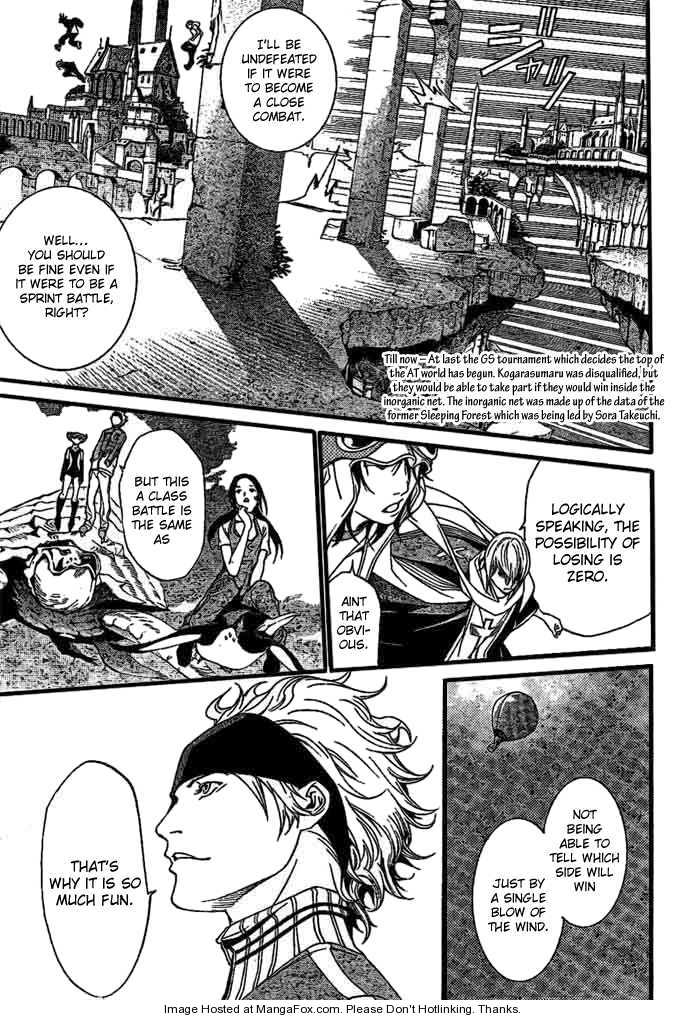 I'LL BE
UNDEFEATED
IF IT WERE
TO BECOME
A CLOSE
COMBAT.
ジャッ
WELL...
YOU SHOULD
BE FINE EVEN IF
IT WERE TO BE A
SPRINT BATTLE,
RIGHT?
Till now – At last the GS tournament which decides the top of
the AT world has begun. Kogarasumaru was disqualified, but
they would be able to take part if they would win inside the
inorganic net. The inorganic net was made up of the data of the
former Sleeping Forest which was being led by Sora Takeuchi.
LOGICALLY
SPEAKING, THE
POSSIBILITY OF
LOSING IS
ZERO.
AINT
THAT
OBVI-
OUS.
BUT THIS
A CLASS
BATTLE IS
THE SAME
AS
NOT
BEING
ABLE TO
TELL WHICH
SIDE WILL
WIN
JUST BY
A SINGLE
BLOW OF
THE WIND.
THAT'S
WHY IT IS SO
MUCH FUN.
Image Hosted at MangaFox.com. Please Don't Hotlinking. Thanks.